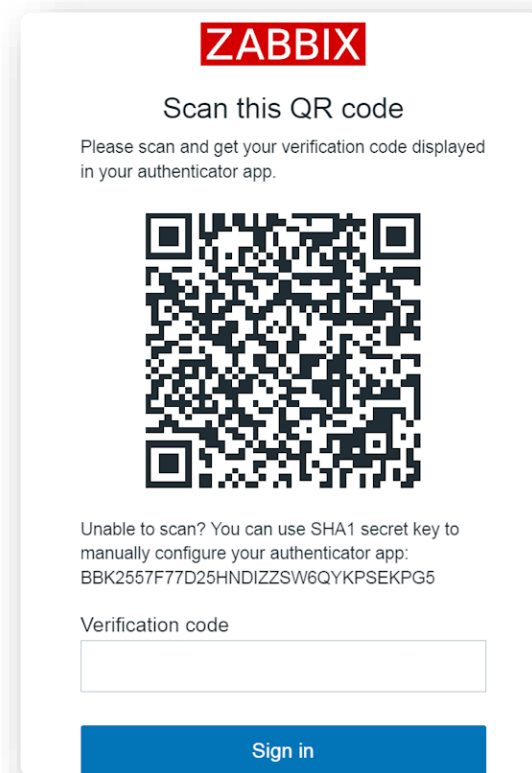 ZABBIX
Scan this QR code
Please scan and get your verification code displayed
in your authenticator app.
Unable to scan? You can use SHA1 secret key to
manually configure your authenticator app:
BBK2557F77D25HNDIZZSW6QYKPSEKPG5
Verification code
Sign in